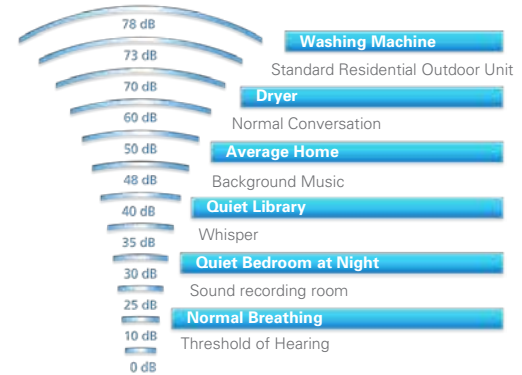 78 dB
Washing Machine
73 dB
Standard Residential Outdoor Unit
70 dB
Dryer
60 dB
Normal Conversation
50 dB
Average Home
48 dB
Background Music
40 dB
Quiet Library
35 dB
Whisper
30 dB
Quiet Bedroom at Night
25 dB
Sound recording room
10 dB
Normal Breathing
0 dB
Threshold of Hearing